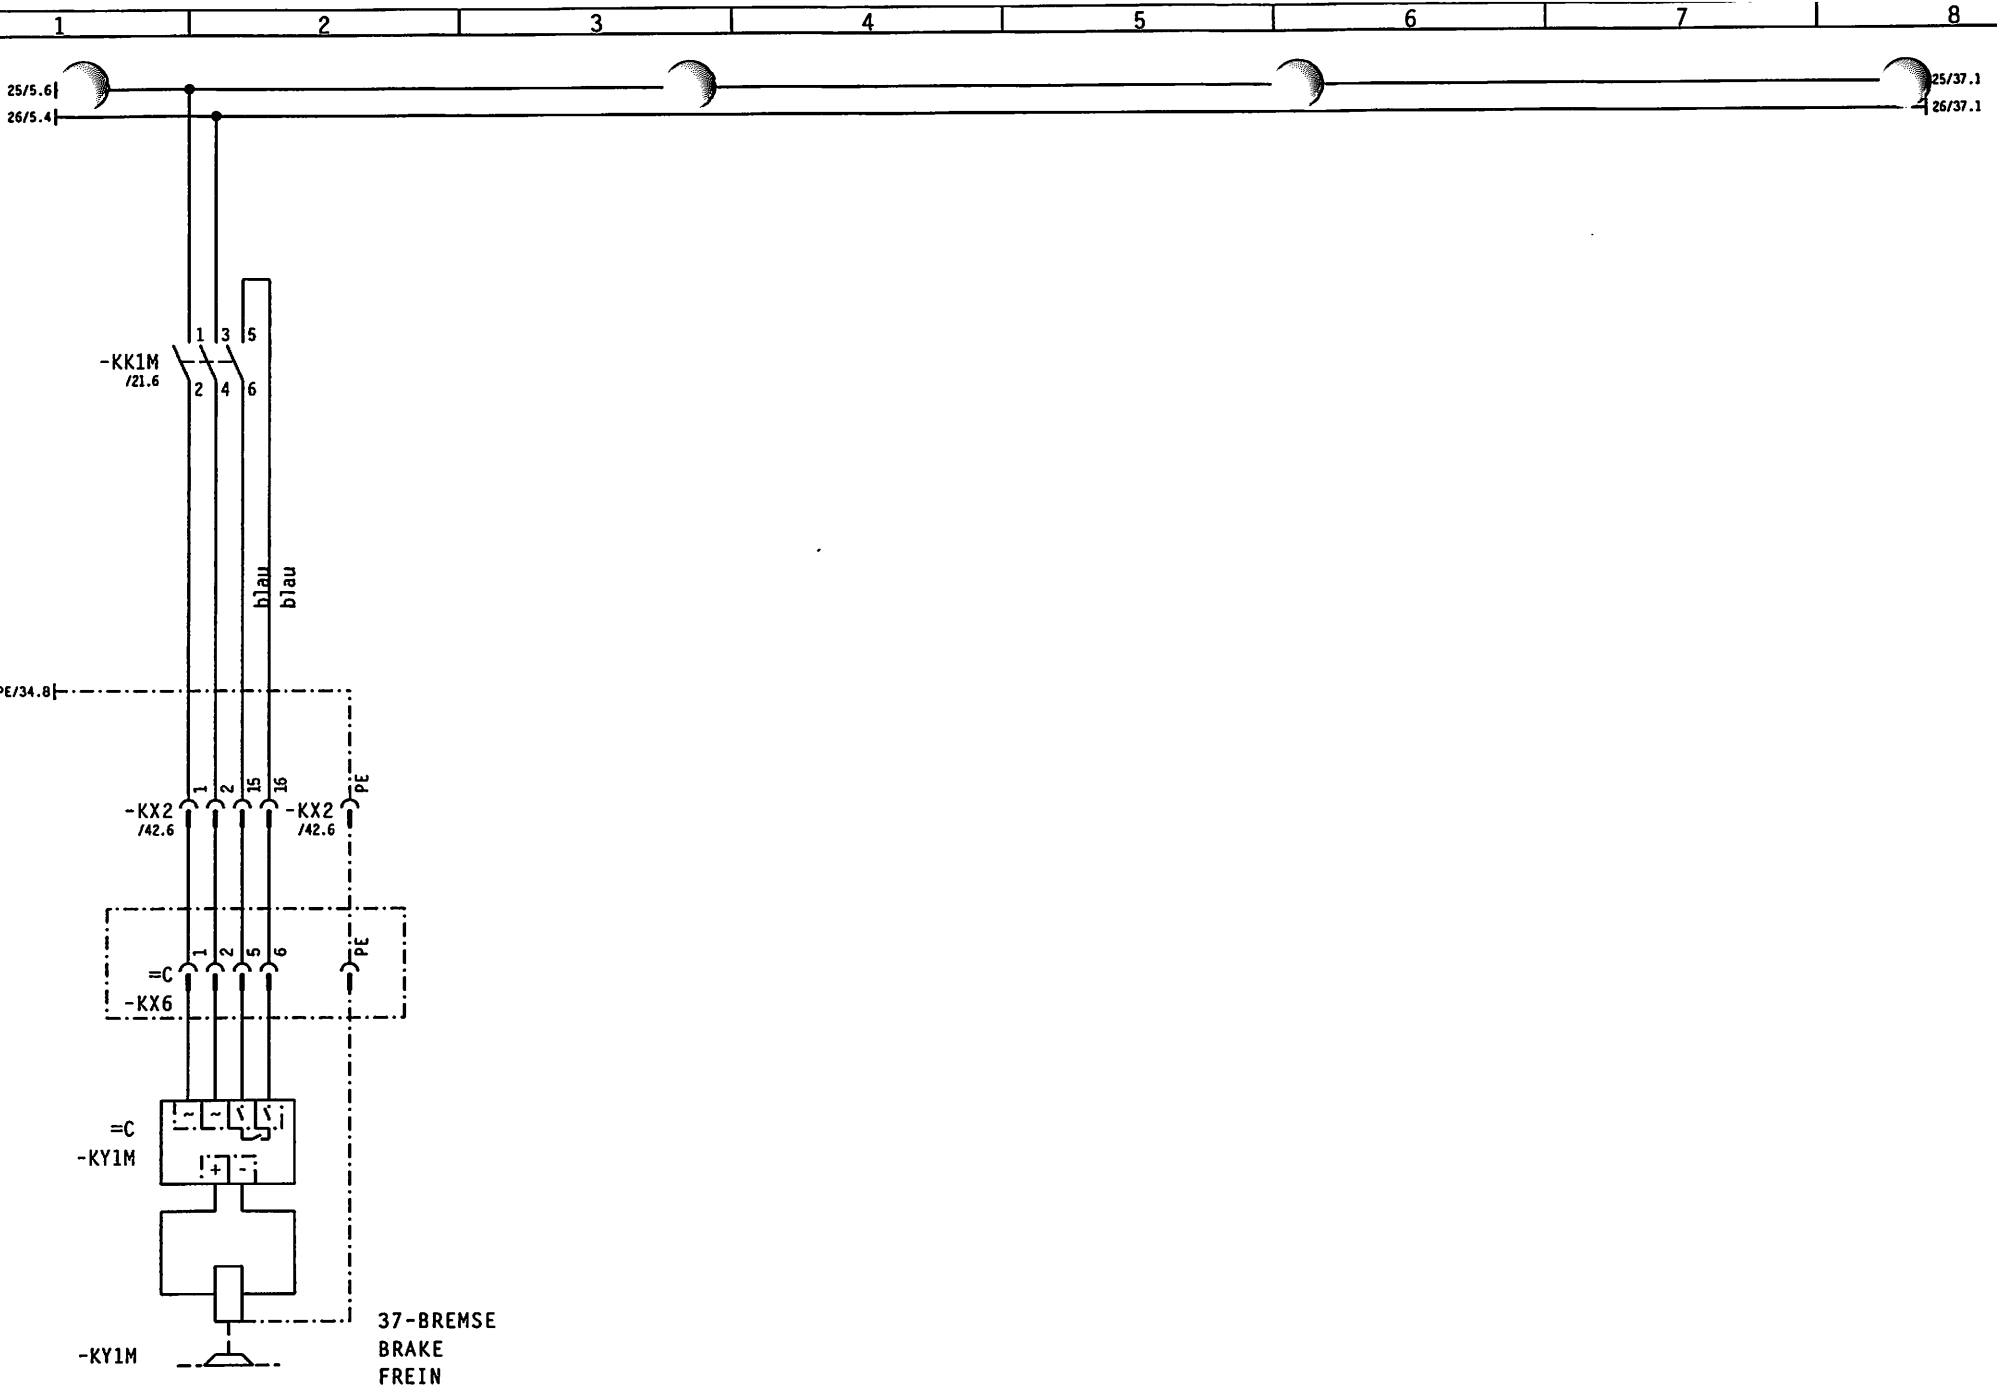 1 2 3 4 5 6 7 8
25/5.6 25/37.1
26/5.4 26/37.1
1 3 5
-KK1M
/21.6
2 4 6
blau
blau
PE/34.8
1 2 15 16 PE
-KX2 -KX2
/42.6 /42.6
1 2 5 6 PE
=C
-KX6
~ ~
=C
-KY1M
+ -
37-BREMSE
BRAKE
-KY1M
FREIN